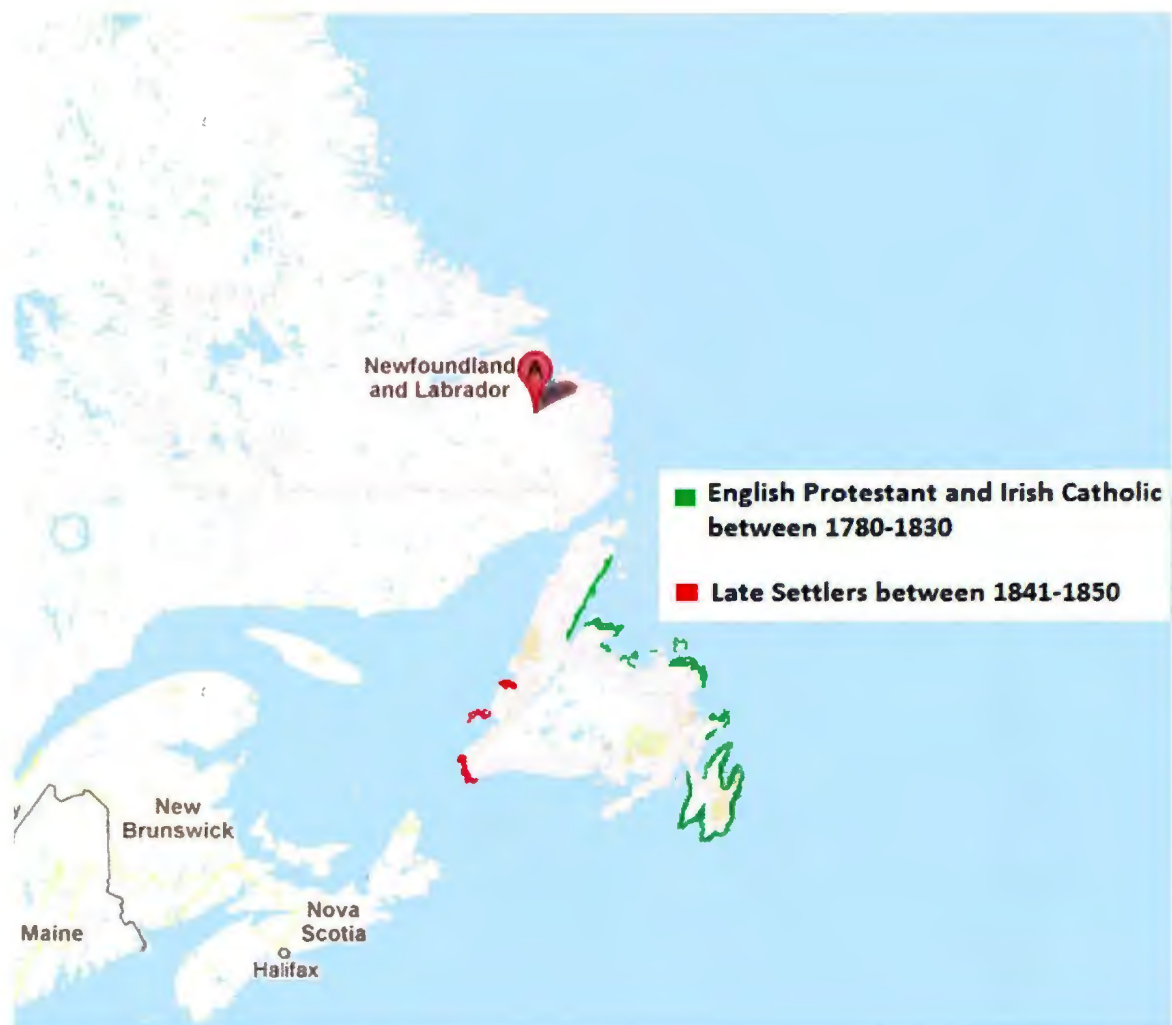 Newfoundland
and Labrador
A
English Protestant and Irish Catholic
between 1780-1830
Late Settlers between 1841-1850
New
Brunswick
Maine
Nova
Scotia
Halifax